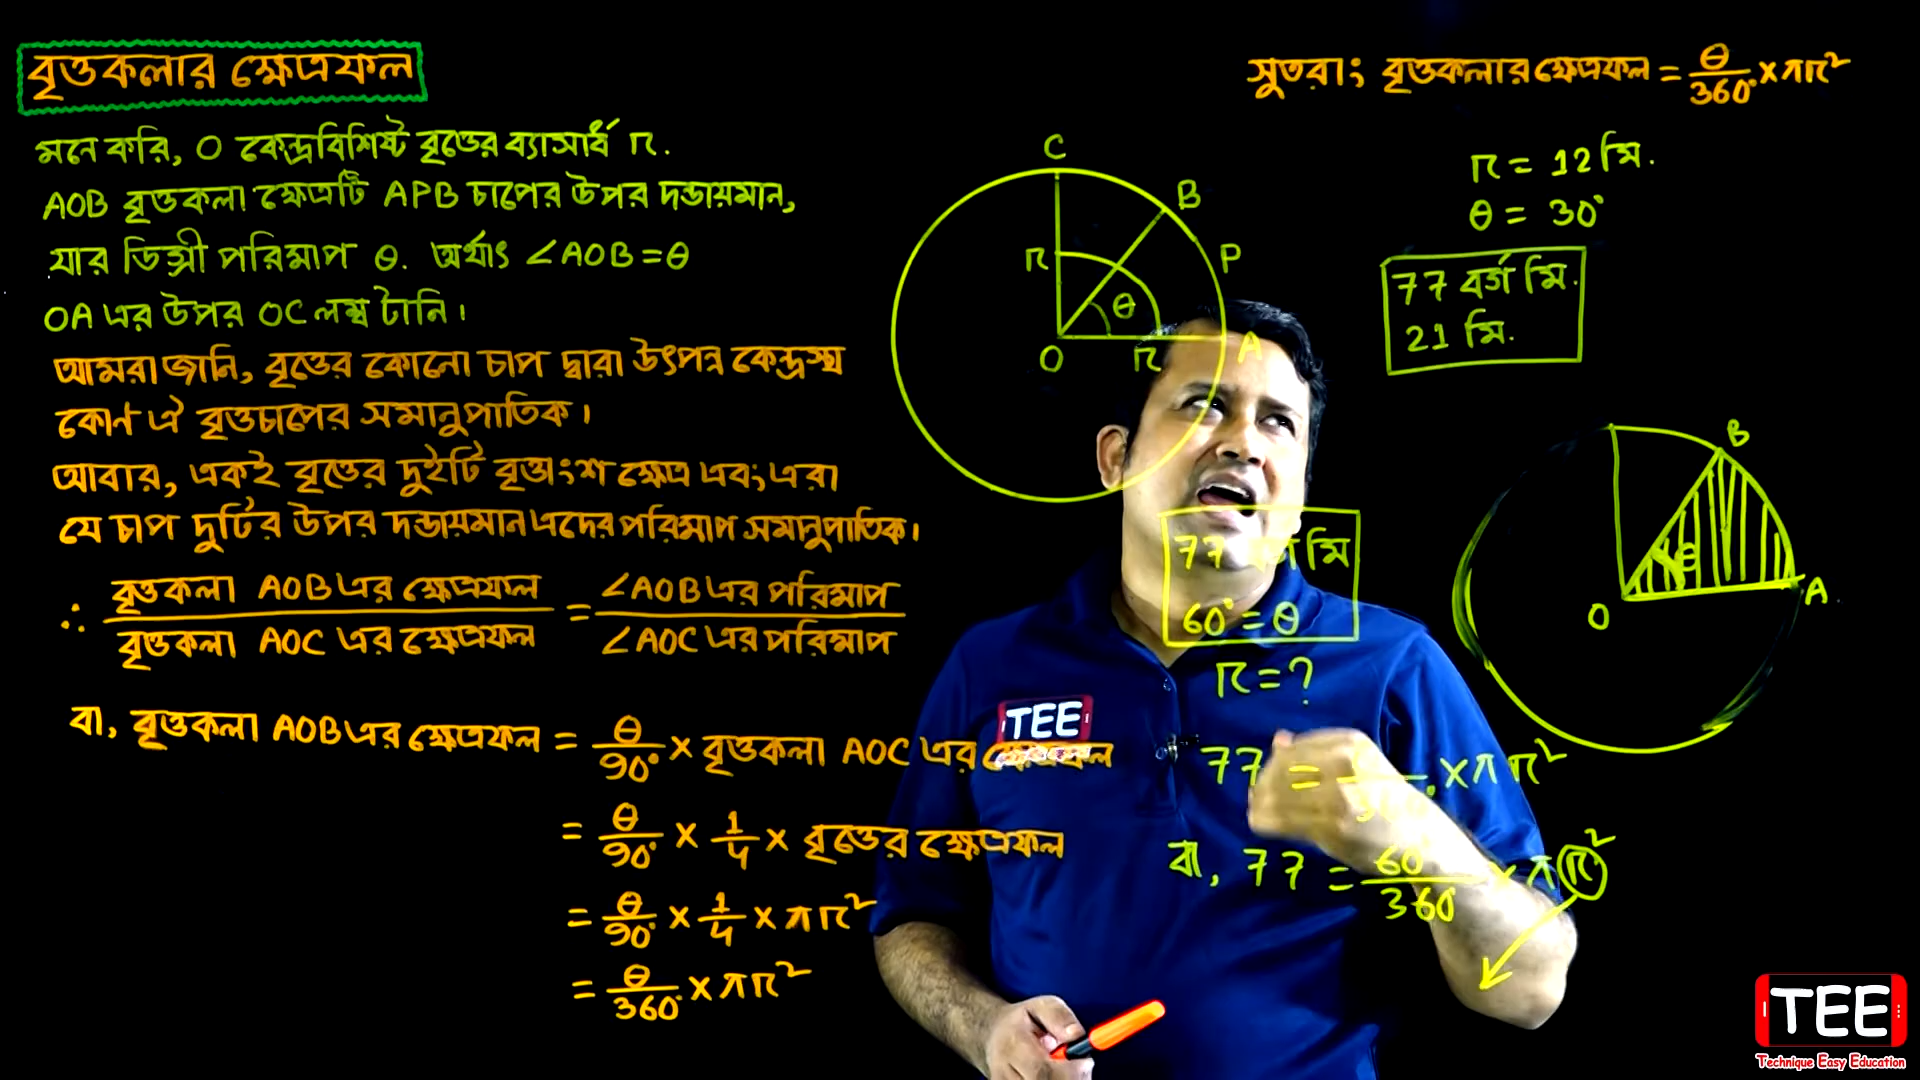 বৃত্তকলার ক্ষেত্রফল
মনে করি, O কেন্দ্রবিশিষ্ট বৃত্তের ব্যাসার্ধ r.
AOB বৃত্তকলা ক্ষেত্রটি APB চাপের উপর দন্ডায়মান,
যার ডিগ্রী পরিমাপ θ. অর্থাৎ ∠AOB = θ
OA এর উপর OC লম্ব টানি।
আমরা জানি, বৃত্তের কোনো চাপ দ্বারা উৎপন্ন কেন্দ্রস্থ
কোণ ঐ বৃত্তচাপের সমানুপাতিক।
আবার, একই বৃত্তের দুইটি বৃত্তাংশ ক্ষেত্র এবং এরা
যে চাপ দুটির উপর দন্ডায়মান এদের পরিমাপ সমানুপাতিক।
∴ বৃত্তকলা AOB এর ক্ষেত্রফল / বৃত্তকলা AOC এর ক্ষেত্রফল = ∠AOB এর পরিমাপ / ∠AOC এর পরিমাপ
বা, বৃত্তকলা AOB এর ক্ষেত্রফল = θ/90° × বৃত্তকলা AOC এর ক্ষেত্রফল
= θ/90° × 1/4 × বৃত্তের ক্ষেত্রফল
= θ/90° × 1/4 × πr²
= θ/360° × πr²
C
B
P
r
θ
O
r
A
সুতরাং বৃত্তকলার ক্ষেত্রফল = θ/360° × πr²
r = 12 মি.
θ = 30°
77 বর্গ মি.
21 মি.
B
θ
O
A
77 মি
60° = θ
r = ?
77 = × πr²
বা, 77 = 60°/360° × πr²
TEE
TEE
Technique Easy Education